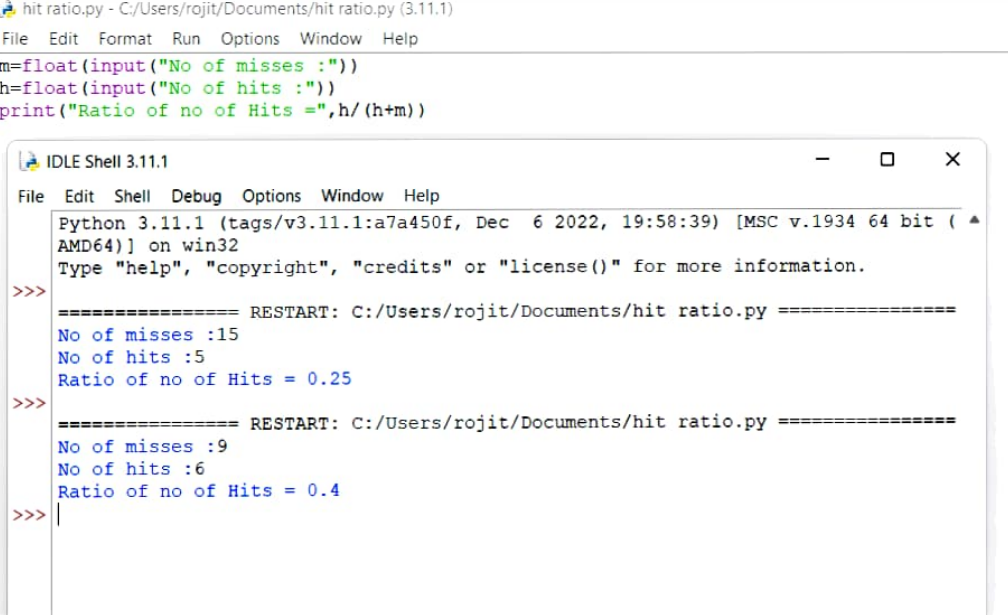 hit ratio.py - C:/Users/rojit/Documents/hit ratio.py (3.11.1)
File Edit Format Run Options Window Help
m=float(input("No of misses :"))
h=float(input("No of hits :"))
print("Ratio of no of Hits =",h/(h+m))
IDLE Shell 3.11.1
File Edit Shell Debug Options Window Help
Python 3.11.1 (tags/v3.11.1:a7a450f, Dec  6 2022, 19:58:39) [MSC v.1934 64 bit (
AMD64)] on win32
Type "help", "copyright", "credits" or "license()" for more information.
>>>
================ RESTART: C:/Users/rojit/Documents/hit ratio.py ================
No of misses :15
No of hits :5
Ratio of no of Hits = 0.25
>>>
================ RESTART: C:/Users/rojit/Documents/hit ratio.py ================
No of misses :9
No of hits :6
Ratio of no of Hits = 0.4
>>>